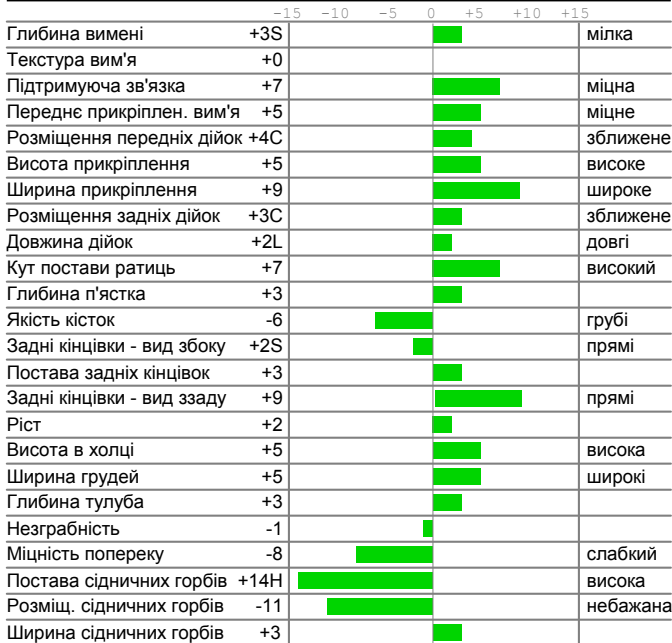 -15 -10 -5 0 +5 +10 +15
Глибина вимені +3S мілка
Текстура вим'я +0
Підтримуюча зв'язка +7 міцна
Переднє прикріплен. вим'я +5 міцне
Розміщення передніх дійок +4C зближене
Висота прикріплення +5 високе
Ширина прикріплення +9 широке
Розміщення задніх дійок +3C зближене
Довжина дійок +2L довгі
Кут постави ратиць +7 високий
Глибина п'ястка +3
Якість кісток -6 грубі
Задні кінцівки - вид збоку +2S прямі
Постава задніх кінцівок +3
Задні кінцівки - вид ззаду +9 прямі
Ріст +2
Висота в холці +5 висока
Ширина грудей +5 широкі
Глибина тулуба +3
Незграбність -1
Міцність попереку -8 слабкий
Постава сідничних горбів +14H висока
Розміщ. сідничних горбів -11 небажана
Ширина сідничних горбів +3